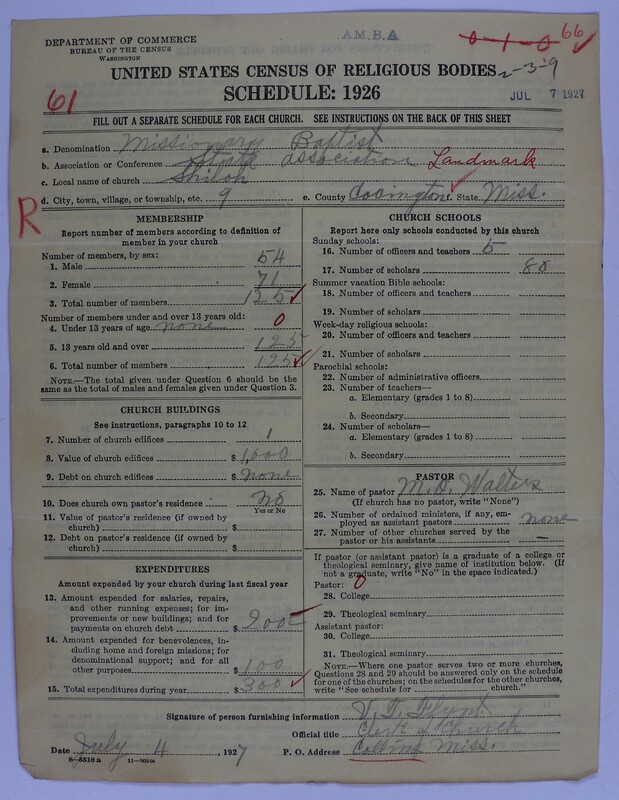 DEPARTMENT OF COMMERCE
BUREAU OF THE CENSUS
WASHINGTON
A.M.B.A
0-1-0 66
2-3-9
UNITED STATES CENSUS OF RELIGIOUS BODIES
SCHEDULE: 1926
61
JUL 7 1927
FILL OUT A SEPARATE SCHEDULE FOR EACH CHURCH. SEE INSTRUCTIONS ON THE BACK OF THIS SHEET
a. Denomination Missionary Baptist
b. Association or Conference State association Landmark
c. Local name of church Shiloh
d. City, town, village, or township, etc. 9 e. County Covington State Miss.
R
MEMBERSHIP
Report number of members according to definition of
member in your church
Number of members, by sex:
1. Male 54
2. Female 71
3. Total number of members 125
Number of members under and over 13 years old:
4. Under 13 years of age none 0
5. 13 years old and over 125
6. Total number of members 125
NOTE.—The total given under Question 6 should be
the same as the total of males and females given under Question 3.
CHURCH BUILDINGS
See instructions, paragraphs 10 to 12
7. Number of church edifices 1
8. Value of church edifices $ 1,000
9. Debt on church edifices $ none
10. Does church own pastor's residence No
Yes or No
11. Value of pastor's residence (if owned by
church) $
12. Debt on pastor's residence (if owned by
church) $
EXPENDITURES
Amount expended by your church during last fiscal year
13. Amount expended for salaries, repairs,
and other running expenses; for im-
provements or new buildings; and for
payments on church debt $ 200
14. Amount expended for benevolences, in-
cluding home and foreign missions; for
denominational support; and for all
other purposes $ 100
15. Total expenditures during year $ 300
CHURCH SCHOOLS
Report here only schools conducted by this church
Sunday schools:
16. Number of officers and teachers 5
17. Number of scholars 80
Summer vacation Bible schools:
18. Number of officers and teachers
19. Number of scholars
Week-day religious schools:
20. Number of officers and teachers
21. Number of scholars
Parochial schools:
22. Number of administrative officers
23. Number of teachers—
a. Elementary (grades 1 to 8)
b. Secondary
24. Number of scholars—
a. Elementary (grades 1 to 8)
b. Secondary
PASTOR
25. Name of pastor M. D. Walters
(If church has no pastor, write "None")
26. Number of ordained ministers, if any, em-
ployed as assistant pastors none
27. Number of other churches served by the
pastor or his assistants –
If pastor (or assistant pastor) is a graduate of a college or
theological seminary, give name of institution below. (If
not a graduate, write "No" in the space indicated.)
Pastor: 0
28. College
29. Theological seminary
Assistant pastor:
30. College
31. Theological seminary
NOTE.—Where one pastor serves two or more churches,
Questions 28 and 29 should be answered only on the schedule
for one of the churches; on the schedules for the other churches,
write "See schedule for church."
Signature of person furnishing information Flynt
Official title Clerk of Church
Date July 4 1927 P. O. Address Collins Miss.
8—5518 a 11—9034a